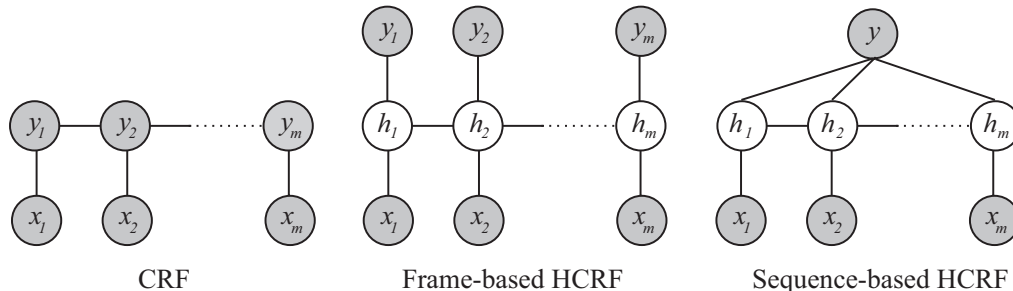 y1 y2 ym y
y1 y2 ym h1 h2 hm h1 h2 hm
x1 x2 xm x1 x2 xm x1 x2 xm
CRF Frame-based HCRF Sequence-based HCRF